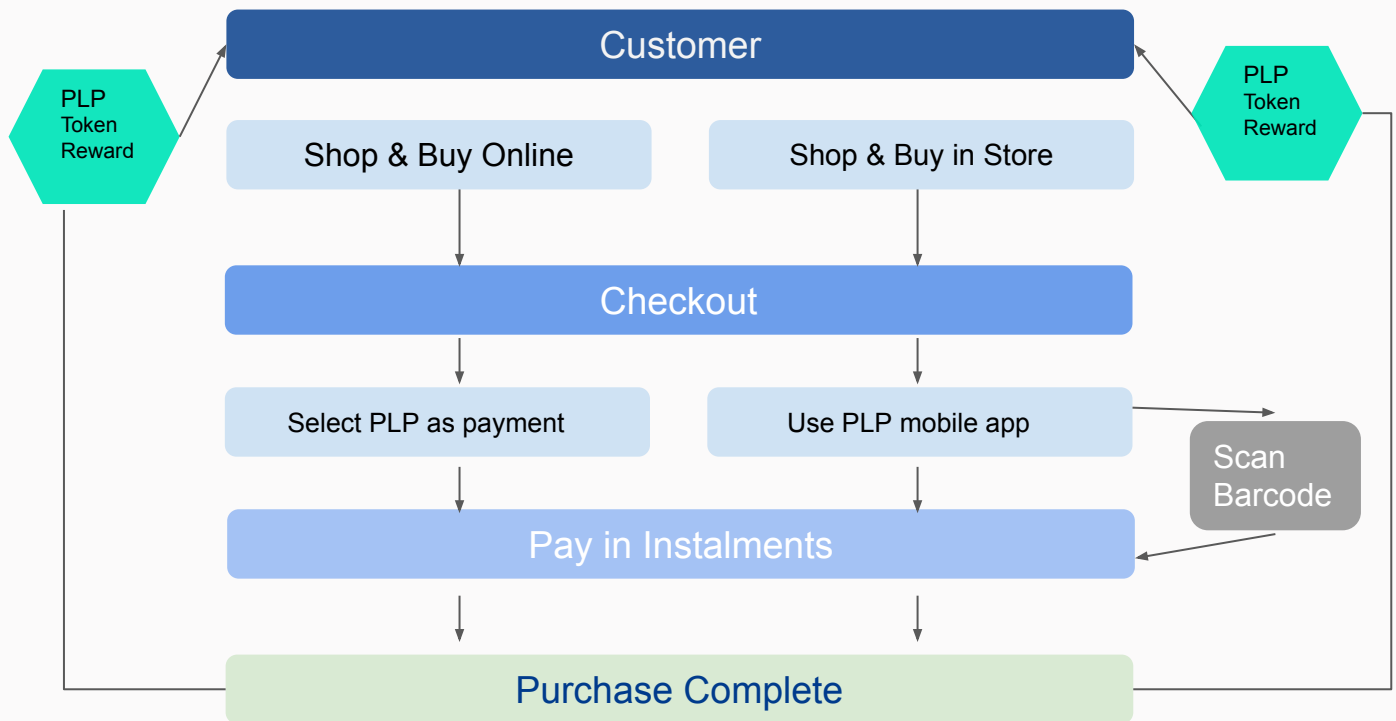 Customer
PLP
Token
Reward
PLP
Token
Reward
Shop & Buy Online
Shop & Buy in Store
Checkout
Select PLP as payment
Use PLP mobile app
Scan
Barcode
Pay in Instalments
Purchase Complete